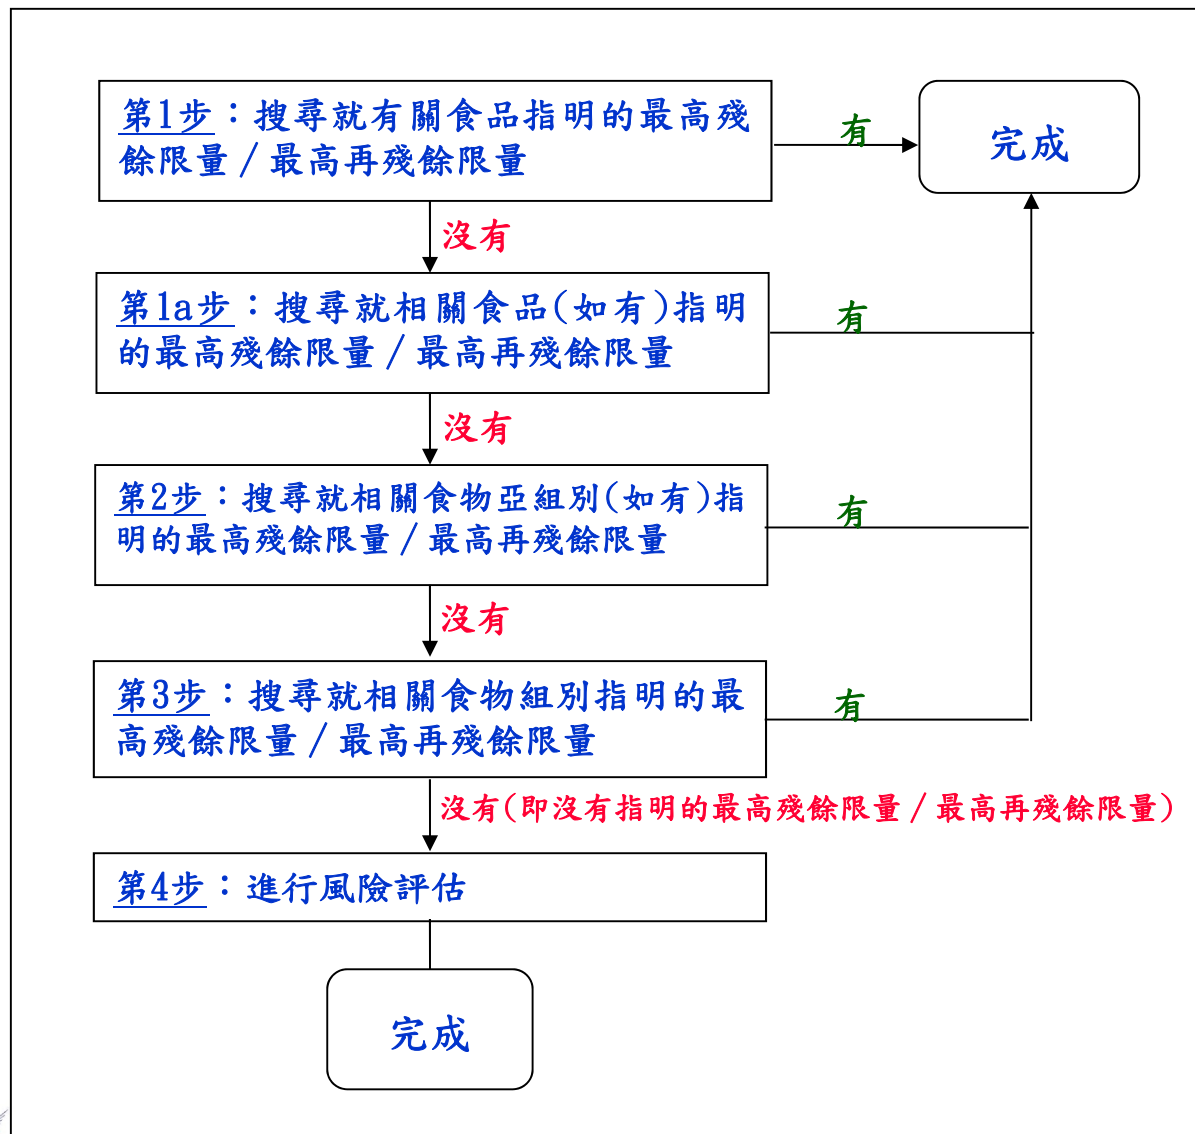 第1步：搜尋就有關食品指明的最高殘
餘限量／最高再殘餘限量
有
完成
沒有
第1a步：搜尋就相關食品(如有)指明
的最高殘餘限量／最高再殘餘限量
有
沒有
第2步：搜尋就相關食物亞組別(如有)指
明的最高殘餘限量／最高再殘餘限量
有
沒有
第3步：搜尋就相關食物組別指明的最
高殘餘限量／最高再殘餘限量
有
沒有(即沒有指明的最高殘餘限量／最高再殘餘限量)
第4步：進行風險評估
完成